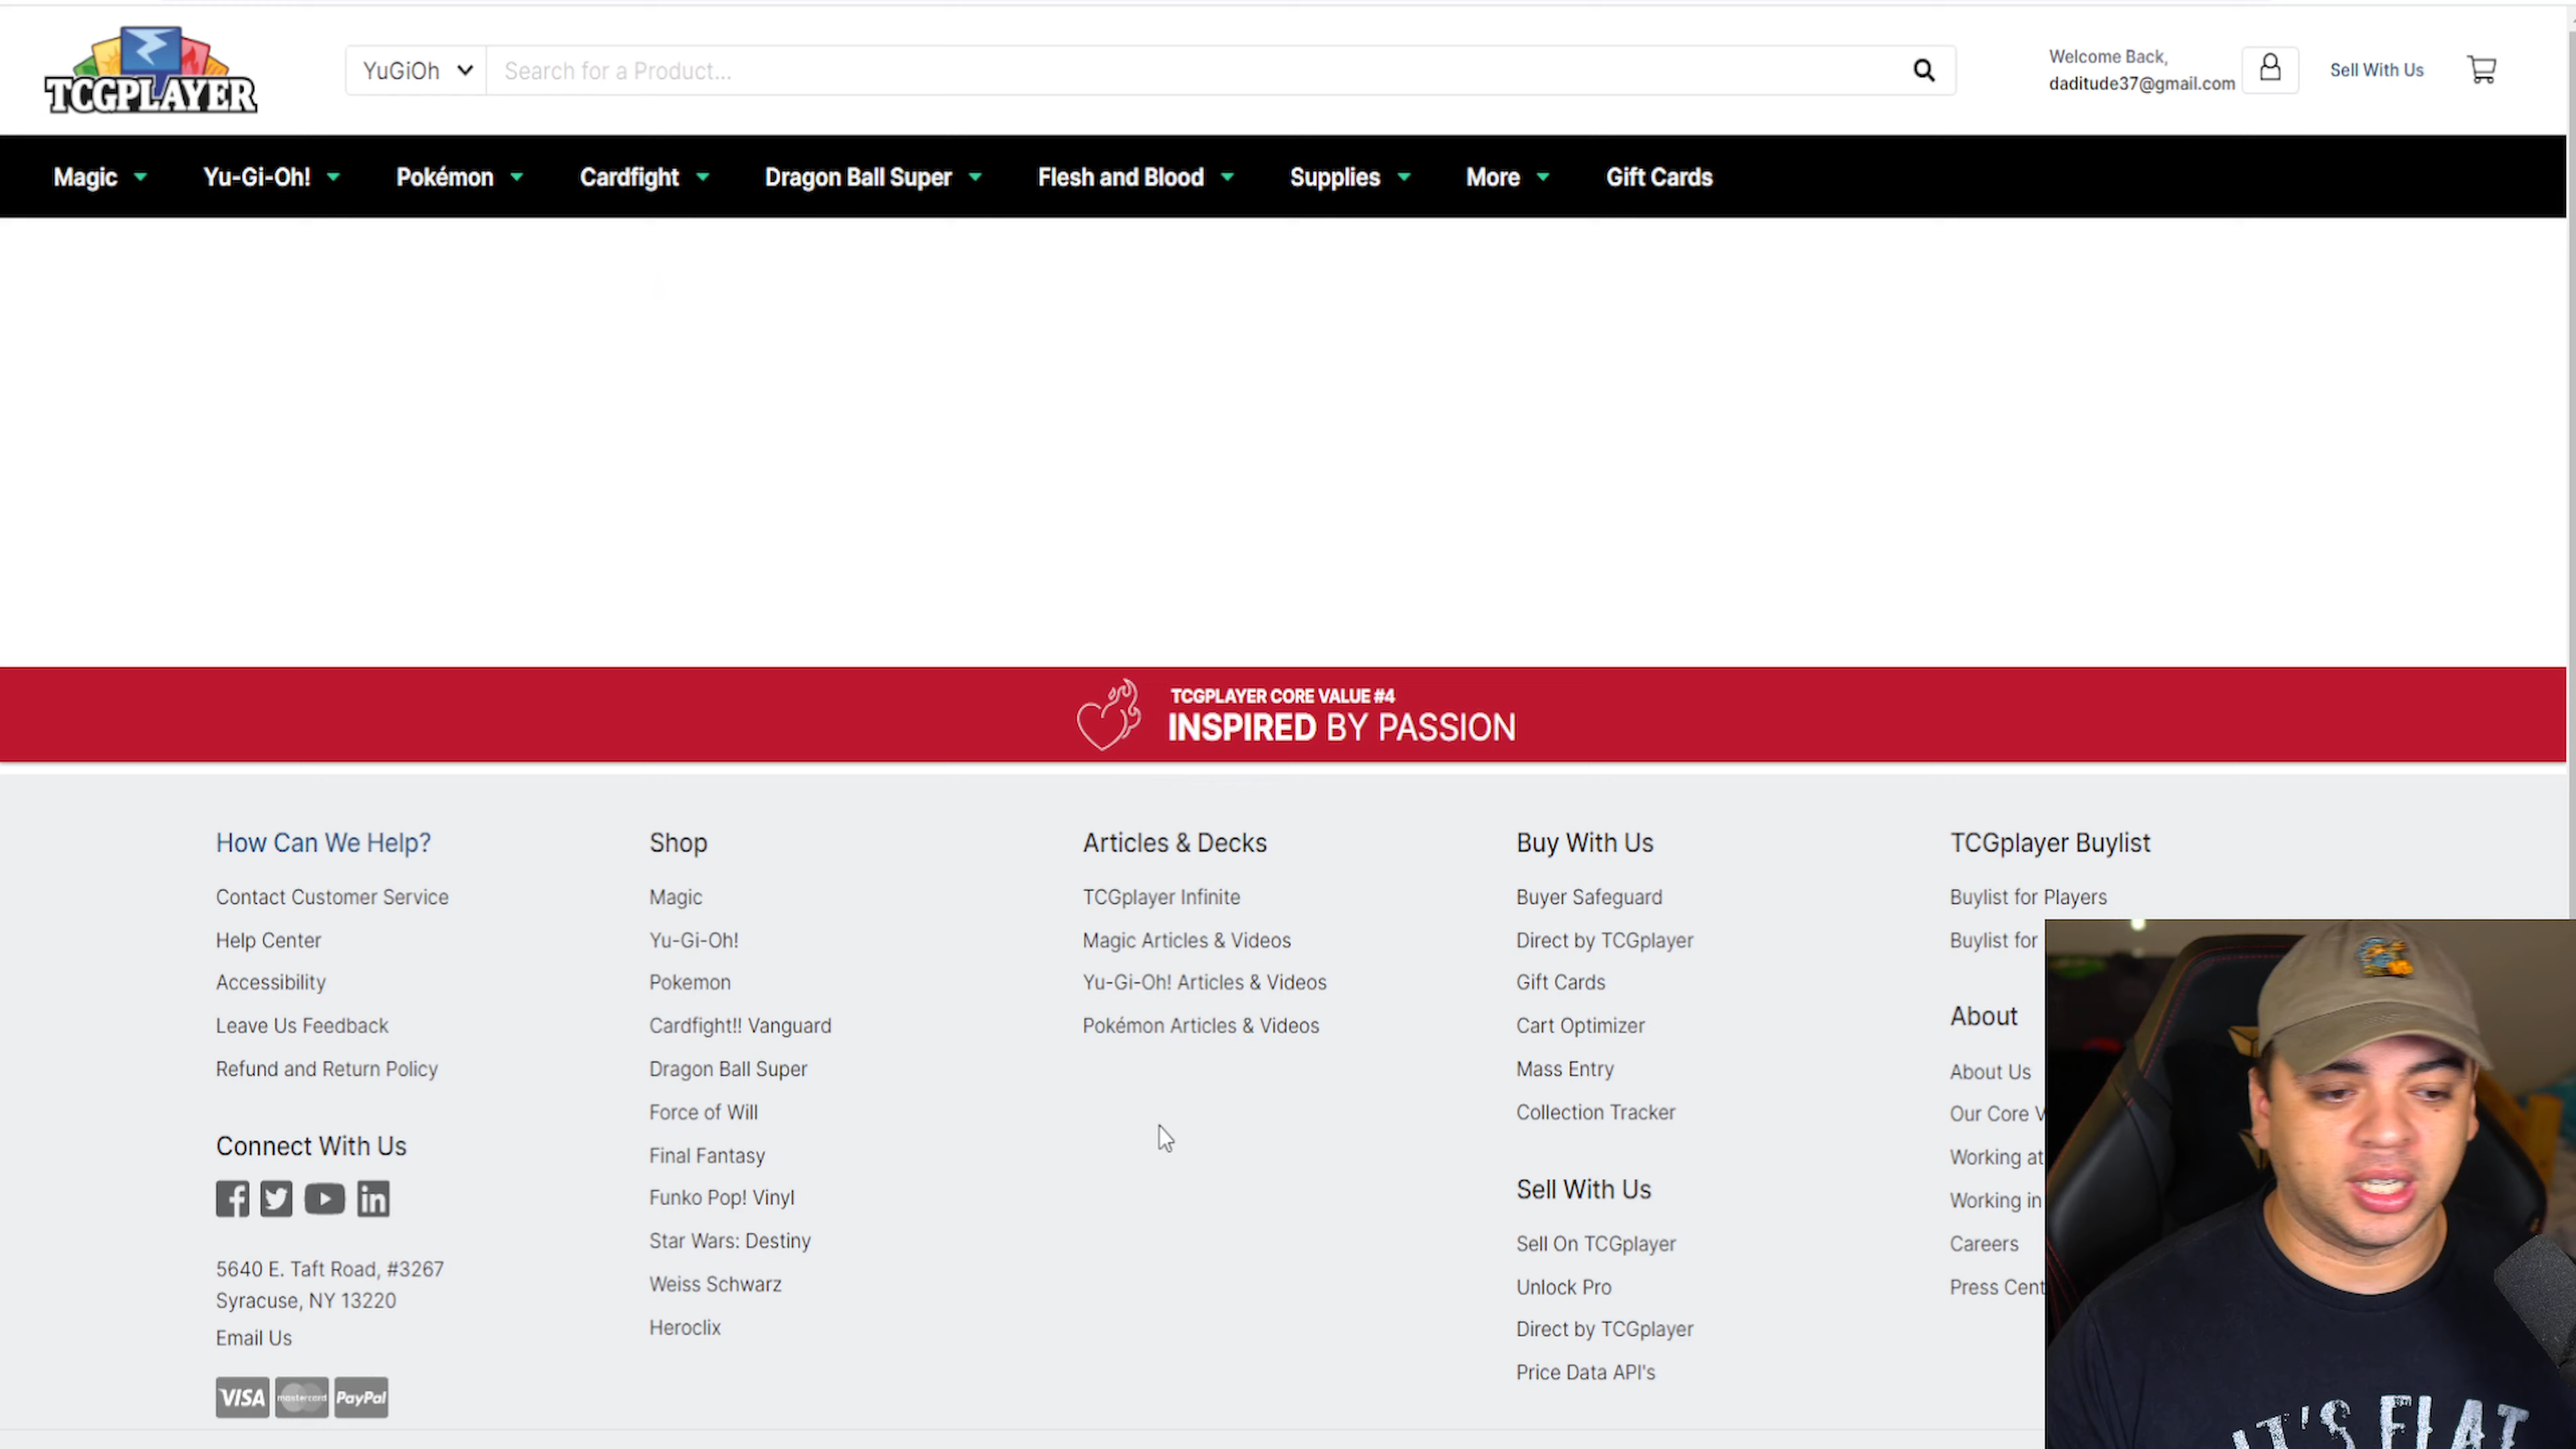 TCGPLAYER
YuGiOh
Search for a Product...
Welcome Back,
daditude37@gmail.com
Sell With Us
Magic
Yu-Gi-Oh!
Pokémon
Cardfight
Dragon Ball Super
Flesh and Blood
Supplies
More
Gift Cards
TCGPLAYER CORE VALUE #4
INSPIRED BY PASSION
How Can We Help?
Contact Customer Service
Help Center
Accessibility
Leave Us Feedback
Refund and Return Policy
Connect With Us
5640 E. Taft Road, #3267
Syracuse, NY 13220
Email Us
VISA
mastercard
PayPal
Shop
Magic
Yu-Gi-Oh!
Pokemon
Cardfight!! Vanguard
Dragon Ball Super
Force of Will
Final Fantasy
Funko Pop! Vinyl
Star Wars: Destiny
Weiss Schwarz
Heroclix
Articles & Decks
TCGplayer Infinite
Magic Articles & Videos
Yu-Gi-Oh! Articles & Videos
Pokémon Articles & Videos
Buy With Us
Buyer Safeguard
Direct by TCGplayer
Gift Cards
Cart Optimizer
Mass Entry
Collection Tracker
Sell With Us
Sell On TCGplayer
Unlock Pro
Direct by TCGplayer
Price Data API's
TCGplayer Buylist
Buylist for Players
Buylist for
About
About Us
Our Core V
Working at
Working in
Careers
Press Cent
IT'S FLAT